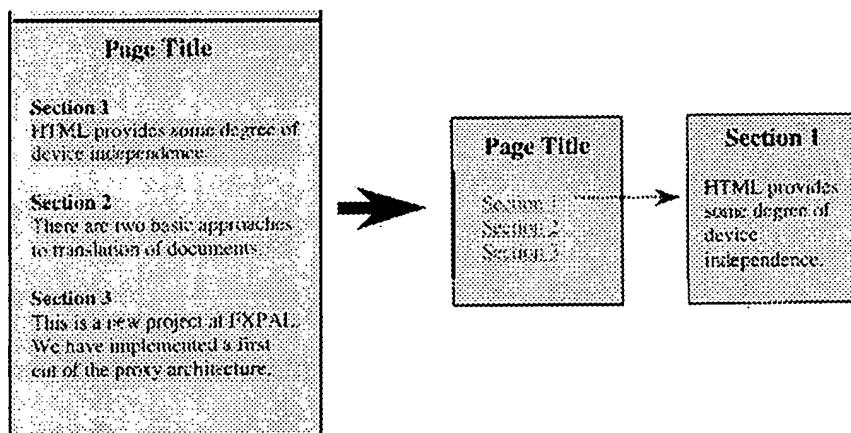 Page Title
Section 1
HTML provides some degree of
device independence.
Section 2
There are two basic approaches
to translation of documents.
Section 3
This is a new project at FXPAL.
We have implemented a first
cut of the proxy architecture.
Page Title
Section 1
Section 2
Section 3
Section 1
HTML provides
some degree of
device
independence.